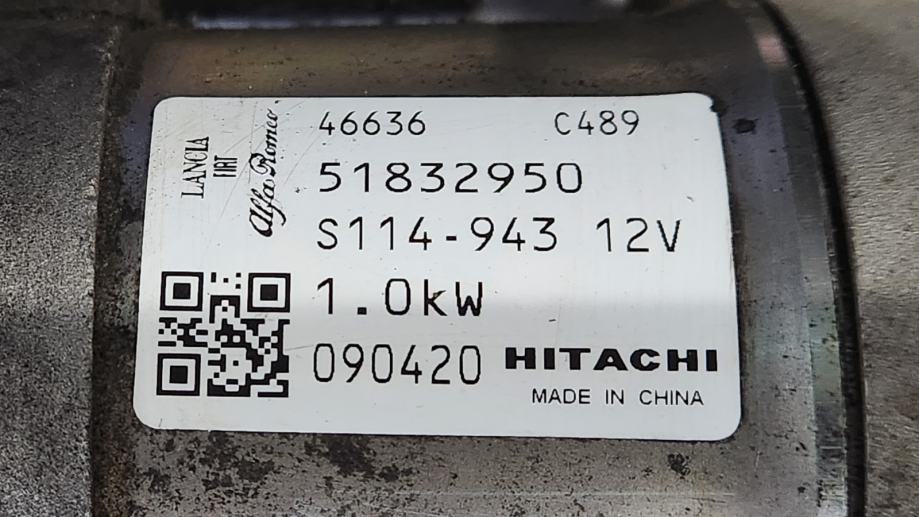 LANCIA
FIAT
Alfa Romeo
46636 C489
51832950
S114-943 12V
1.0kW
090420 HITACHI
MADE IN CHINA